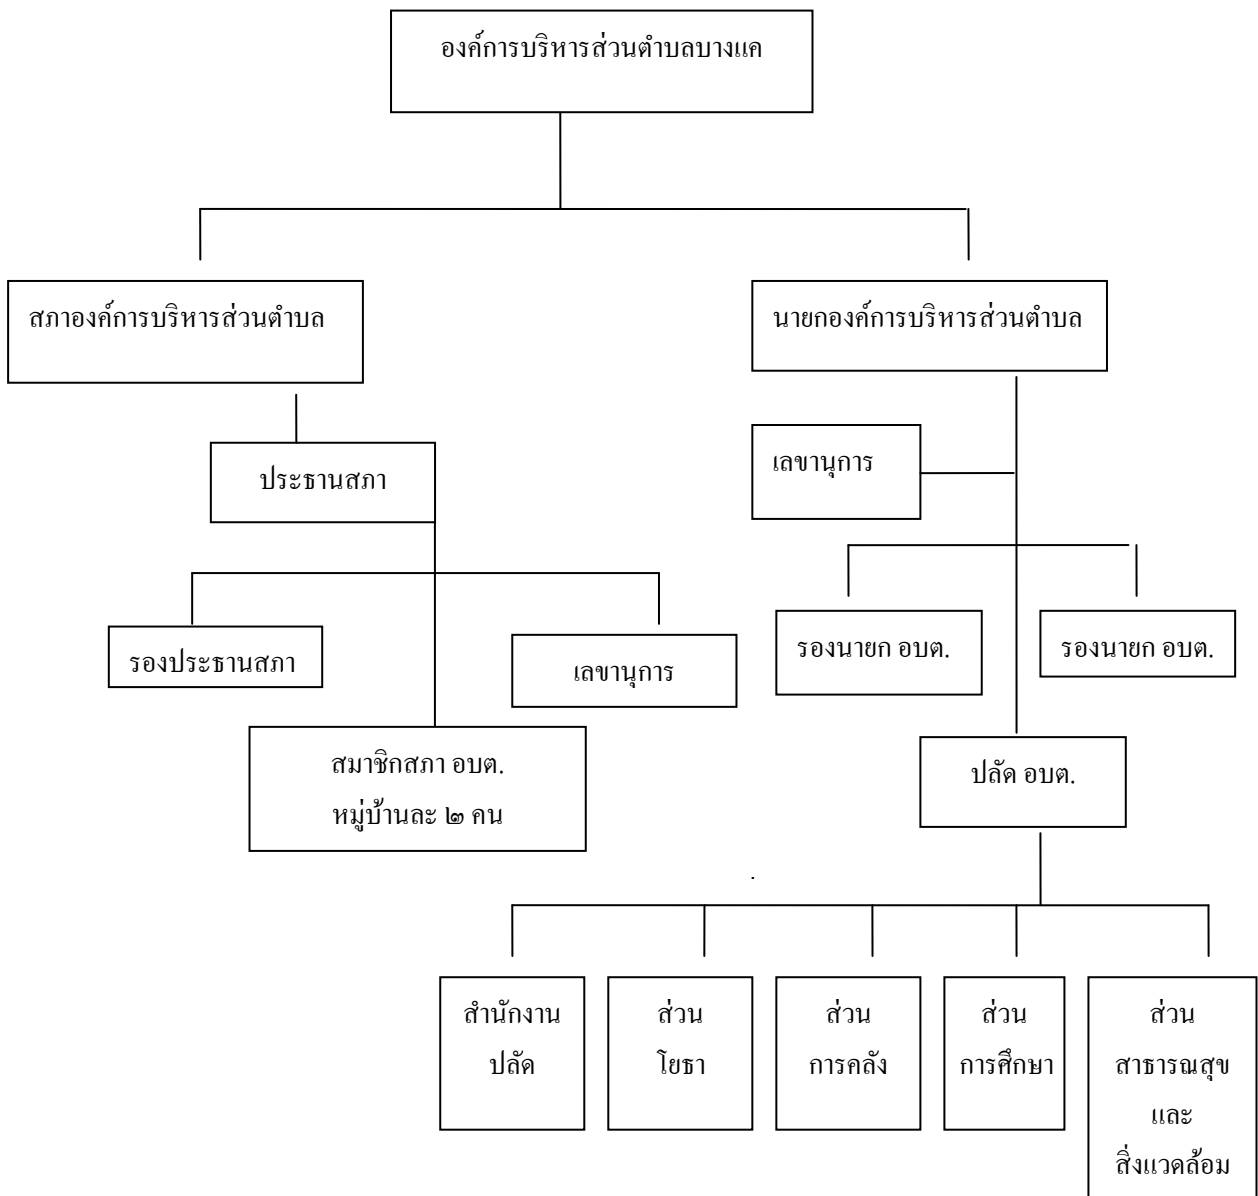 องค์การบริหารส่วนตำบลบางแค
สภาองค์การบริหารส่วนตำบล
นายกองค์การบริหารส่วนตำบล
ประธานสภา
เลขานุการ
รองประธานสภา
เลขานุการ
รองนายก อบต.
รองนายก อบต.
สมาชิกสภา อบต.
หมู่บ้านละ ๒ คน
ปลัด อบต.
สำนักงาน
ปลัด
ส่วน
โยธา
ส่วน
การคลัง
ส่วน
การศึกษา
ส่วน
สาธารณสุข
และ
สิ่งแวดล้อม